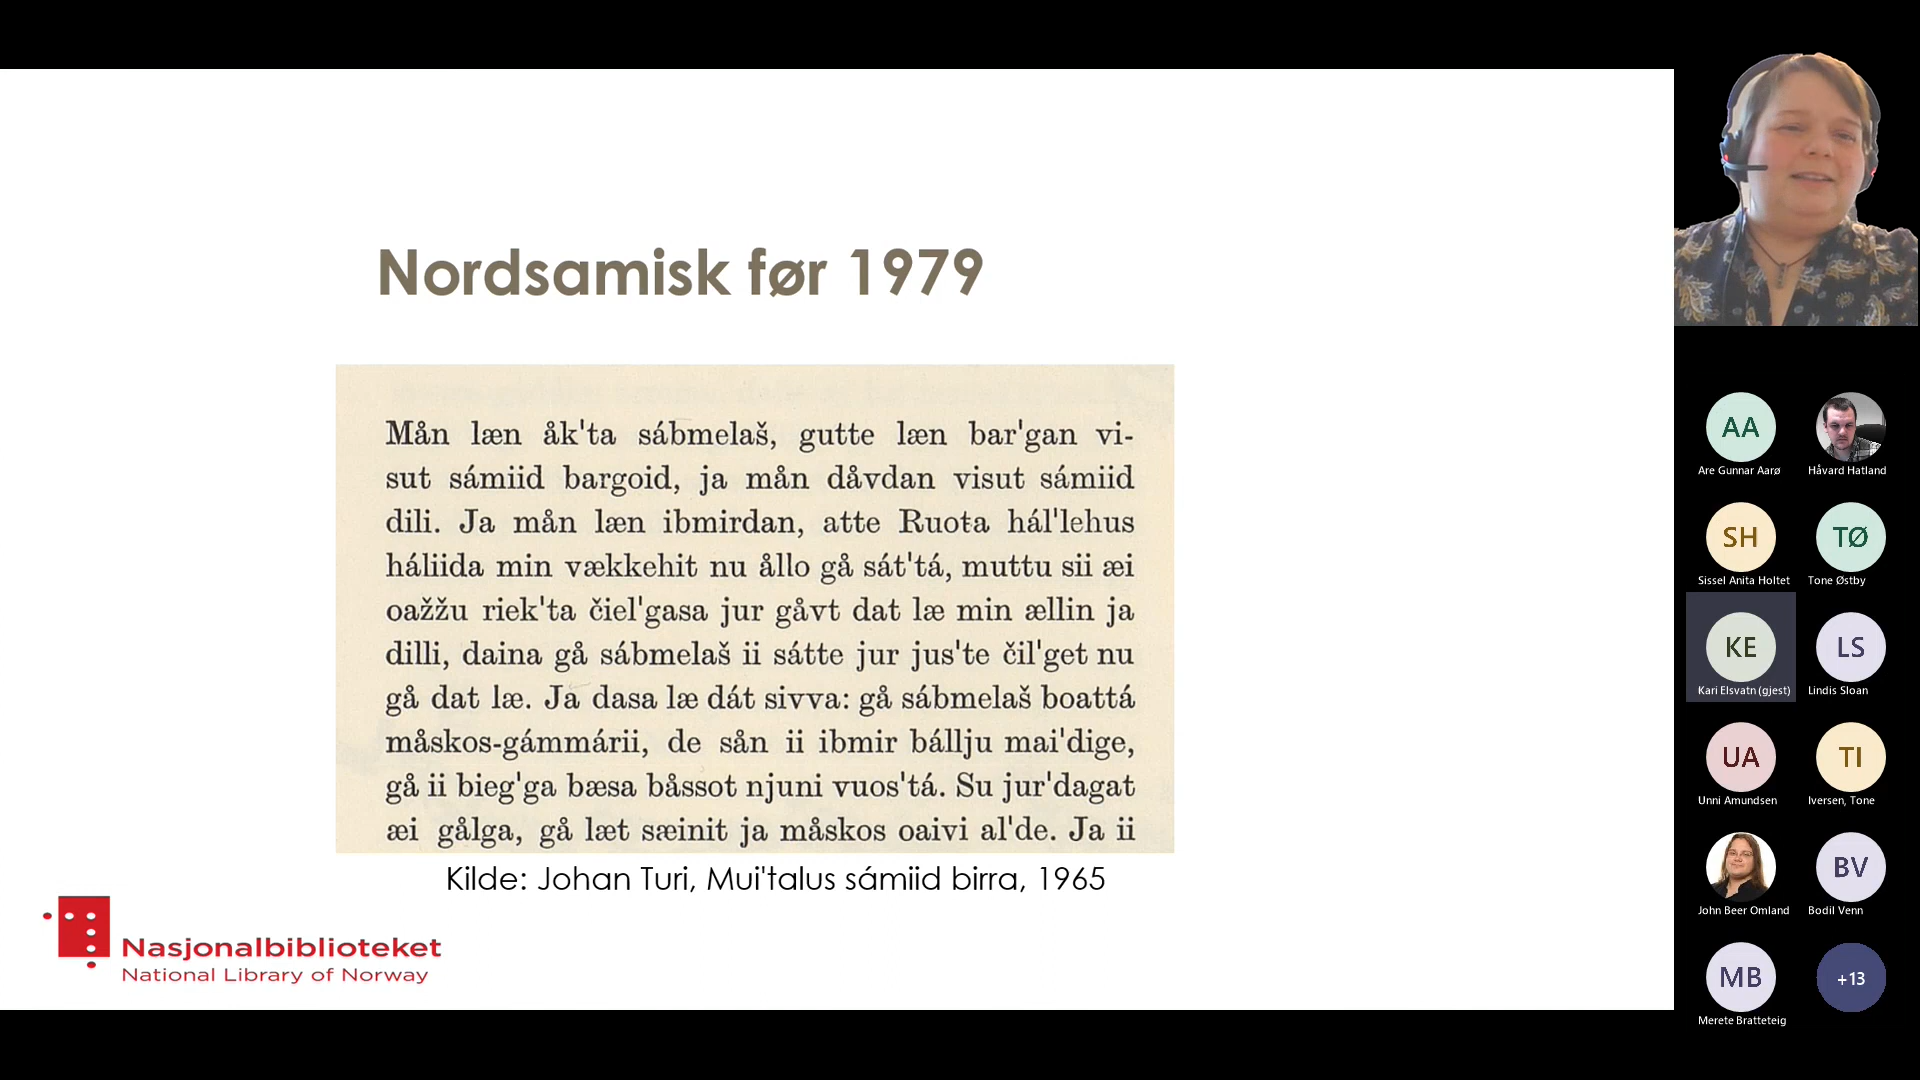 Nordsamisk før 1979
Mån læn åk'ta sábmelaš, gutte læn bar'gan vi-
sut sámiid bargoid, ja mån dåvdan visut sámiid
dili. Ja mån læn ibmirdan, atte Ruoŧa hál'lehus
háliida min vækkehit nu ållo gå sát'tá, muttu sii æi
oažžu riek'ta čiel'gasa jur gåvt dat læ min ællin ja
dilli, daina gå sábmelaš ii sátte jur jus'te čil'get nu
gå dat læ. Ja dasa læ dát sivva: gå sábmelaš boattá
måskos-gámmárii, de sån ii ibmir bállju mai'dige,
gå ii bieg'ga bæsa båssot njuni vuos'tá. Su jur'dagat
æi gålga, gå læt sæinit ja måskos oaivi al'de. Ja ii
Kilde: Johan Turi, Mui'talus sámiid birra, 1965
Nasjonalbiblioteket
National Library of Norway
AA
Are Gunnar Aarø
Håvard Hatland
SH
Sissel Anita Holtet
TØ
Tone Østby
KE
Kari Elsvatn (gjest)
LS
Lindis Sloan
UA
Unni Amundsen
TI
Iversen, Tone
John Beer Omland
BV
Bodil Venn
MB
Merete Bratteteig
+13